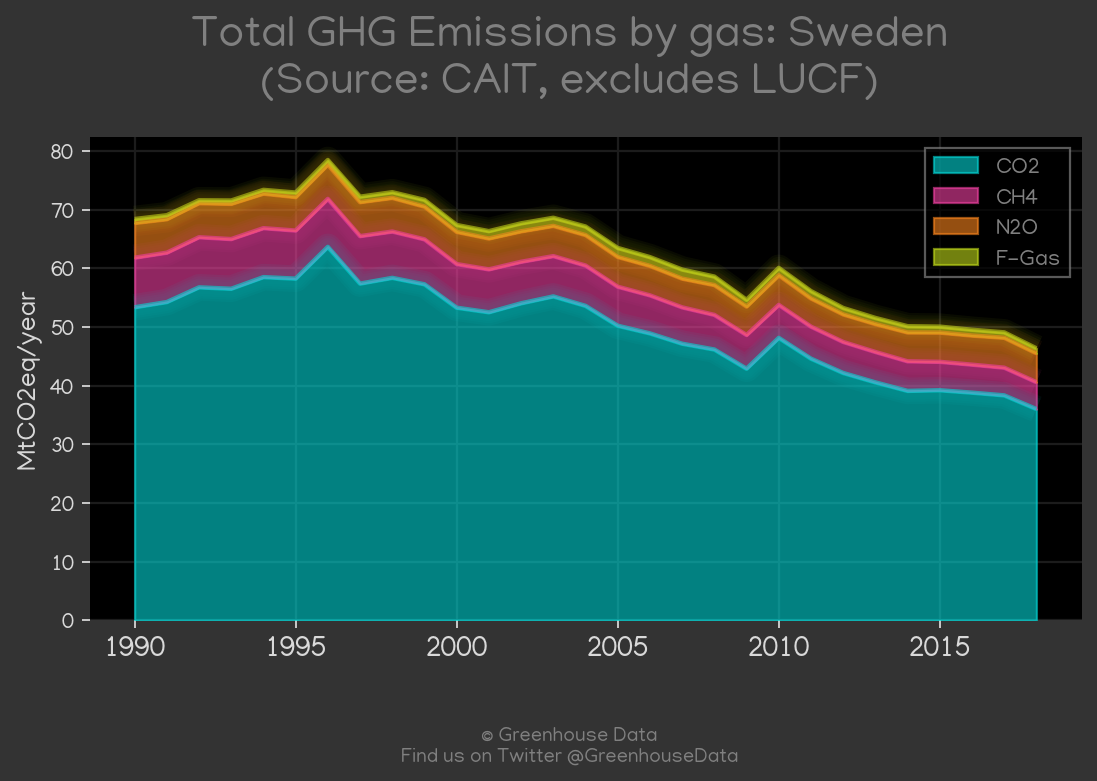 Total GHG Emissions by gas: Sweden
(Source: CAIT, excludes LUCF)
MtCO2eq/year
80
70
60
50
40
30
20
10
0
1990 1995 2000 2005 2010 2015
CO2
CH4
N2O
F-Gas
© Greenhouse Data
Find us on Twitter @GreenhouseData